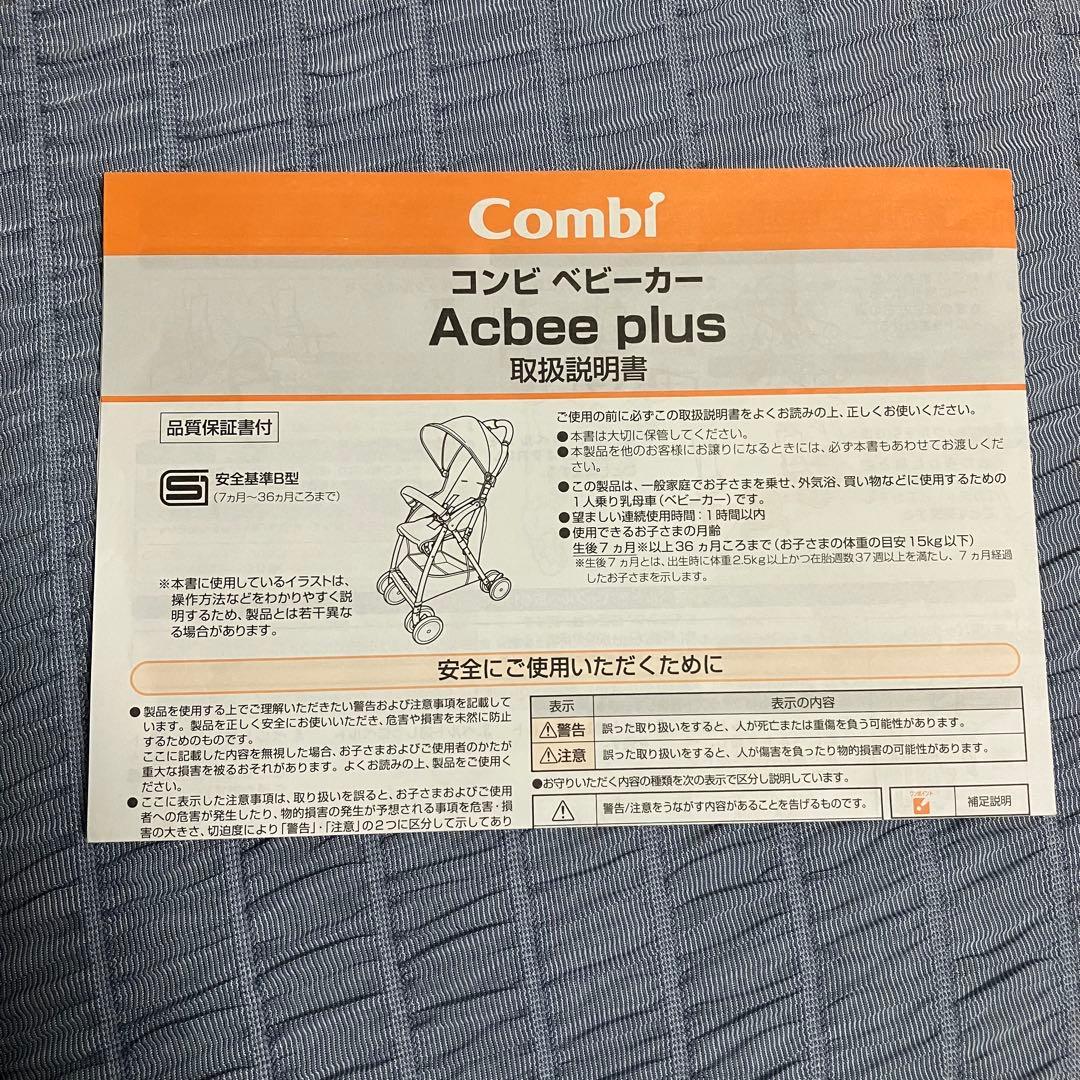 Combi
コンビ ベビーカー
Acbee plus
取扱説明書
品質保証書付
安全基準B型
(7ヵ月〜36ヵ月ころまで)
※本書に使用しているイラストは、
操作方法などをわかりやすく説
明するため、製品とは若干異な
る場合があります。
ご使用の前に必ずこの取扱説明書をよくお読みの上、正しくお使いください。
●本書は大切に保管してください。
●本製品を他のお客様にお譲りになるときには、必ず本書もあわせてお渡しくだ
さい。
●この製品は、一般家庭でお子さまを乗せ、外気浴、買い物などに使用するための
1人乗り乳母車(ベビーカー)です。
●望ましい連続使用時間:1時間以内
●使用できるお子さまの月齢
生後7ヵ月※以上36ヵ月ころまで(お子さまの体重の目安15kg以下)
※生後7ヵ月とは、出生時に体重2.5kg以上かつ在胎週数37週以上を満たし、7ヵ月経過
したお子さまを示します。
安全にご使用いただくために
●製品を使用する上でご理解いただきたい警告および注意事項を記載して
います。製品を正しく安全にお使いいただき、危害や損害を未然に防止
するためのものです。
ここに記載した内容を無視した場合、お子さまおよびご使用者のかたが
重大な損害を被るおそれがあります。よくお読みの上、製品をご使用く
ださい。
●ここに表示した注意事項は、取り扱いを誤ると、お子さまおよびご使用
者への危害が発生したり、物的損害の発生が予想される事項を危害・損
害の大きさ、切迫度により「警告」・「注意」の2つに区分して示してあり
表示 表示の内容
⚠警告 誤った取り扱いをすると、人が死亡または重傷を負う可能性があります。
⚠注意 誤った取り扱いをすると、人が傷害を負ったり物的損害の可能性があります。
●お守りいただく内容の種類を次の表示で区分し説明しています。
⚠ 警告/注意をうながす内容があることを告げるものです。
ワンポイント 補足説明